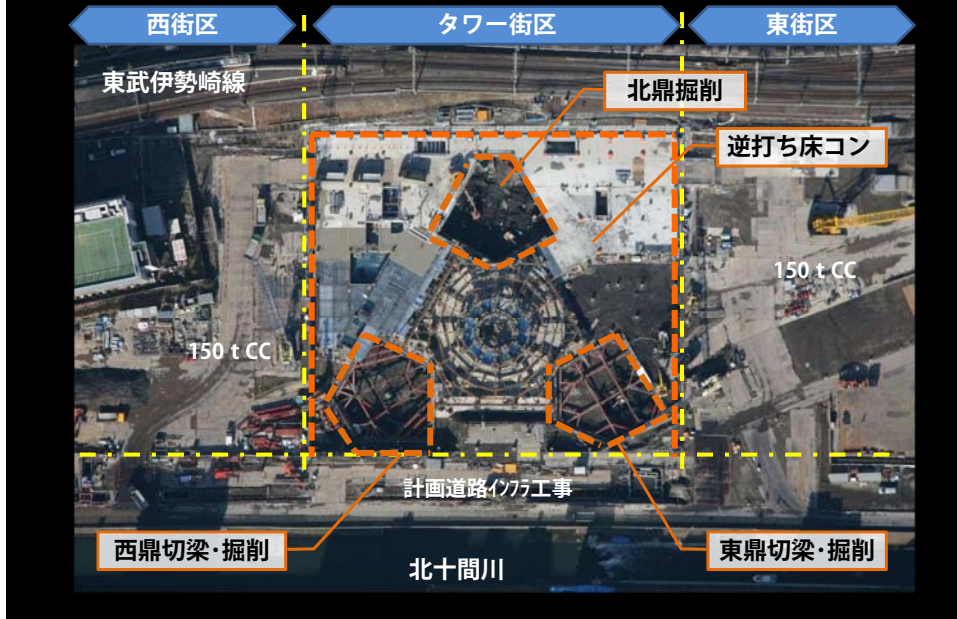 西街区
タワー街区
東街区
東武伊勢崎線
北鼎掘削
逆打ち床コン
150 t CC
150 t CC
計画道路ｲﾝﾌﾗ工事
西鼎切梁･掘削
東鼎切梁･掘削
北十間川